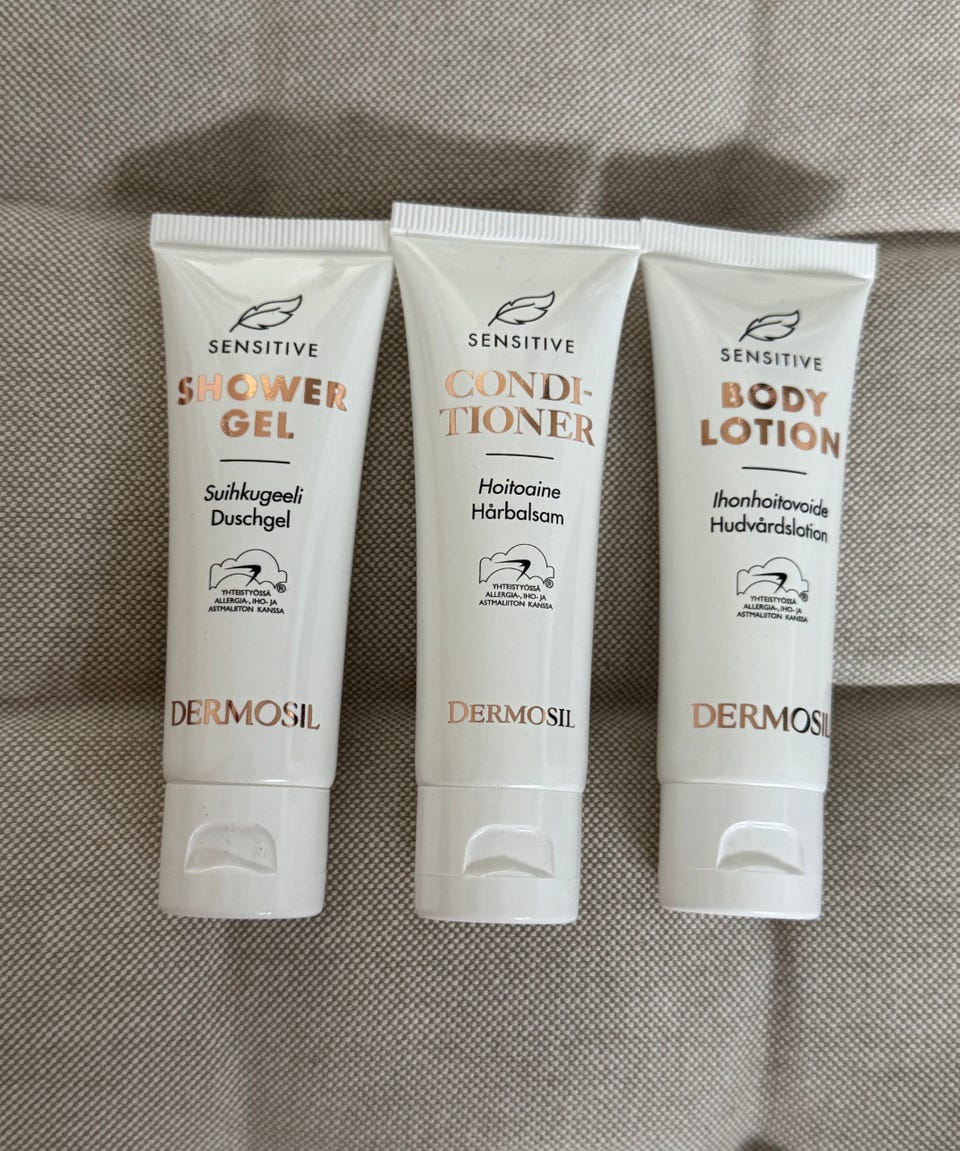 SENSITIVE
SHOWER
GEL
Suihkugeeli
Duschgel
YHTEISTYÖSSÄ
ALLERGIA-, IHO- JA
ASTMALIITON KANSSA
DERMOSIL
SENSITIVE
CONDI-
TIONER
Hoitoaine
Hårbalsam
YHTEISTYÖSSÄ
ALLERGIA-, IHO- JA
ASTMALIITON KANSSA
DERMOSIL
SENSITIVE
BODY
LOTION
Ihonhoitovoide
Hudvårdslotion
YHTEISTYÖSSÄ
ALLERGIA-, IHO- JA
ASTMALIITON KANSSA
DERMOSIL